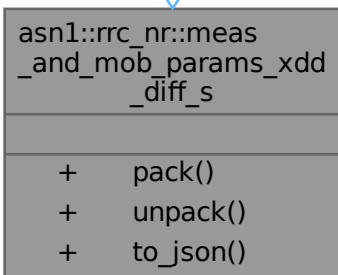 asn1::rrc_nr::meas
_and_mob_params_xdd
_diff_s
+ pack()
+ unpack()
+ to_json()